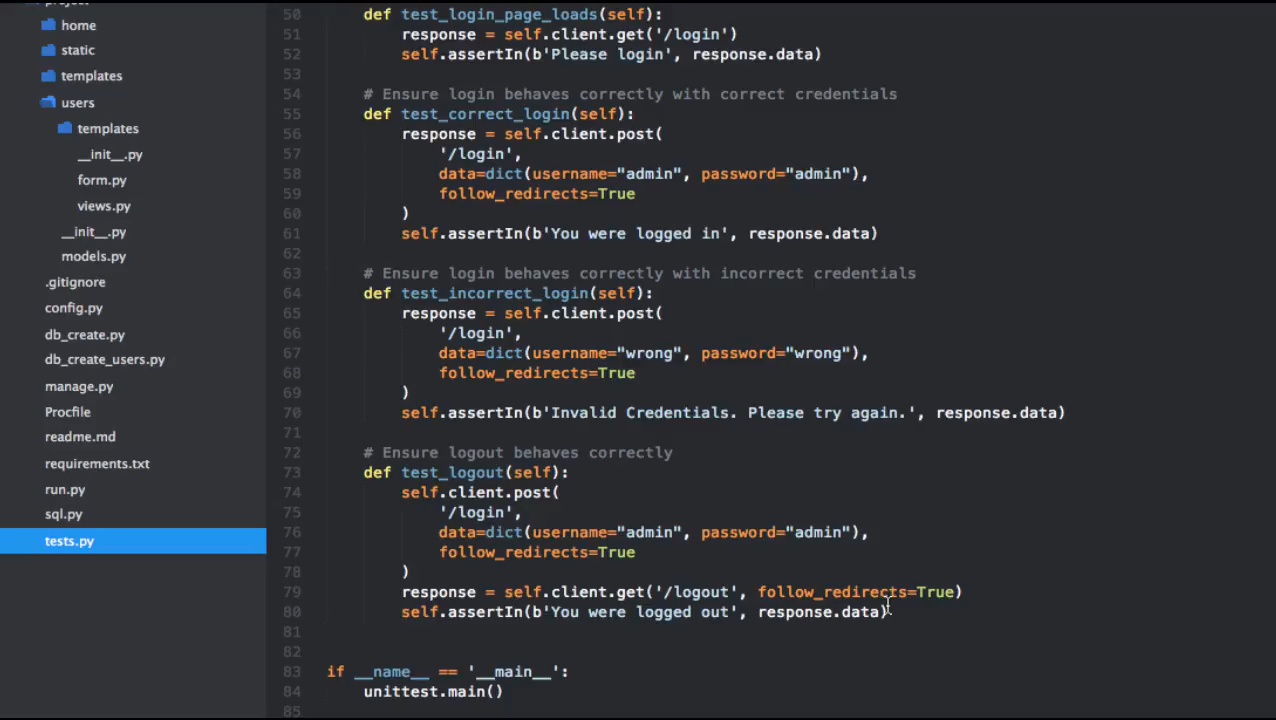 project
home
static
templates
users
templates
__init__.py
form.py
views.py
__init__.py
models.py
.gitignore
config.py
db_create.py
db_create_users.py
manage.py
Procfile
readme.md
requirements.txt
run.py
sql.py
tests.py
50 def test_login_page_loads(self):
51 response = self.client.get('/login')
52 self.assertIn(b'Please login', response.data)
53
54 # Ensure login behaves correctly with correct credentials
55 def test_correct_login(self):
56 response = self.client.post(
57 '/login',
58 data=dict(username="admin", password="admin"),
59 follow_redirects=True
60 )
61 self.assertIn(b'You were logged in', response.data)
62
63 # Ensure login behaves correctly with incorrect credentials
64 def test_incorrect_login(self):
65 response = self.client.post(
66 '/login',
67 data=dict(username="wrong", password="wrong"),
68 follow_redirects=True
69 )
70 self.assertIn(b'Invalid Credentials. Please try again.', response.data)
71
72 # Ensure logout behaves correctly
73 def test_logout(self):
74 self.client.post(
75 '/login',
76 data=dict(username="admin", password="admin"),
77 follow_redirects=True
78 )
79 response = self.client.get('/logout', follow_redirects=True)
80 self.assertIn(b'You were logged out', response.data)
81
82
83 if __name__ == '__main__':
84 unittest.main()
85